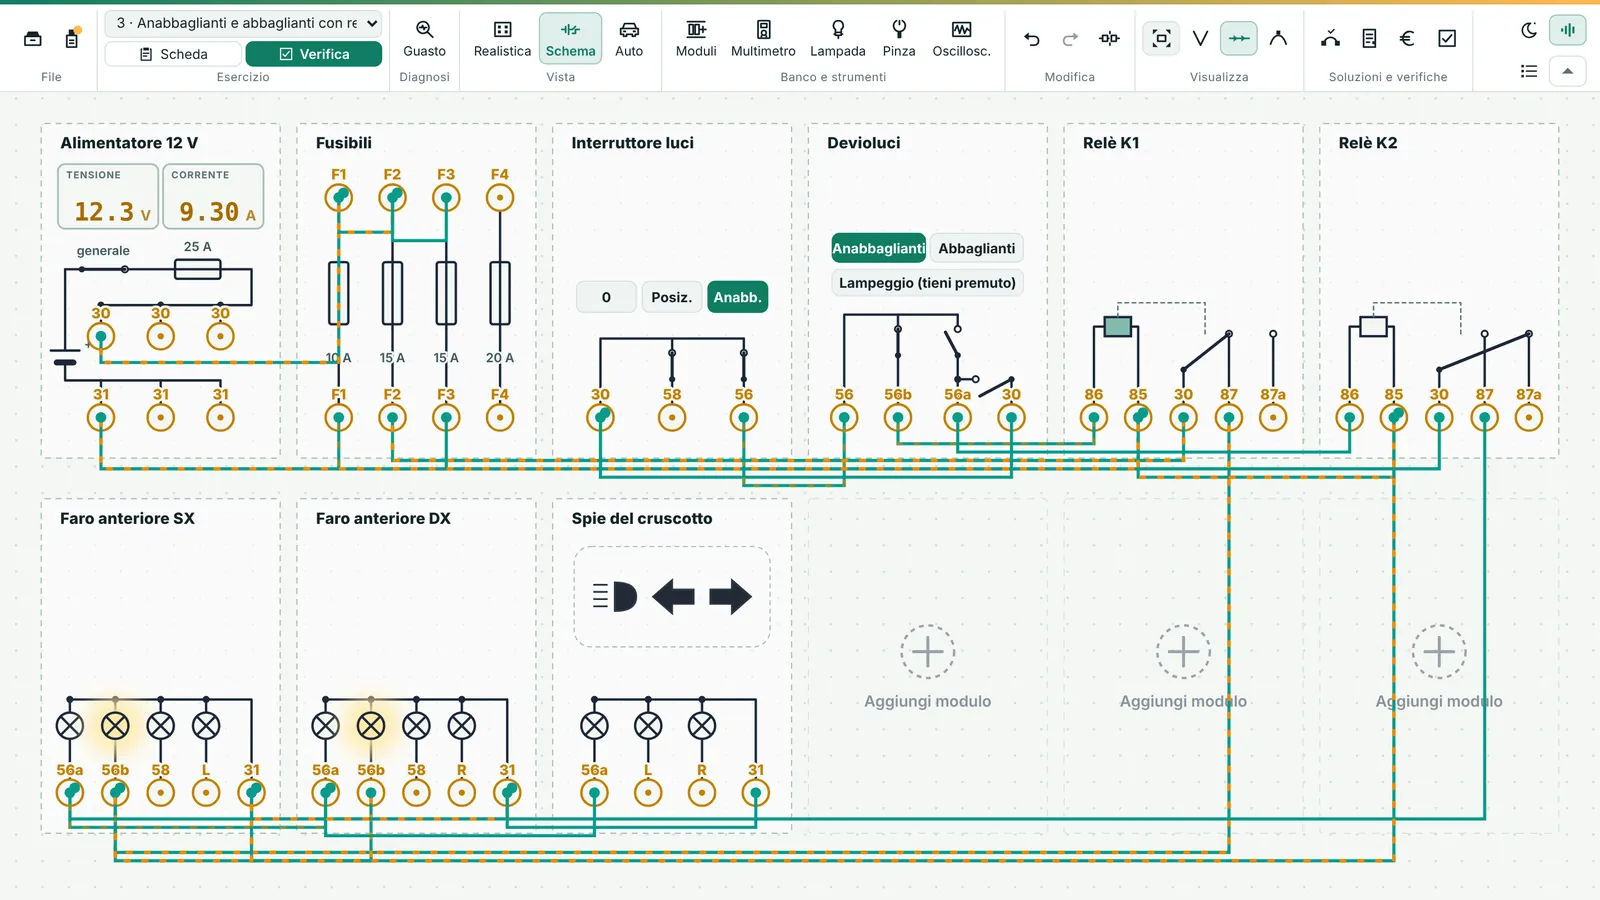 3 · Anabbaglianti e abbaglianti con re
Scheda
Verifica
File
Esercizio
Guasto
Diagnosi
Realistica
Schema
Auto
Vista
Moduli
Multimetro
Lampada
Pinza
Oscillosc.
Banco e strumenti
Modifica
Visualizza
Soluzioni e verifiche
Alimentatore 12 V
Fusibili
Interruttore luci
Devioluci
Relè K1
Relè K2
TENSIONE
12.3 V
CORRENTE
9.30 A
generale
25 A
30 30 30
31 31 31
F1 F2 F3 F4
10 A 15 A 15 A 20 A
F1 F2 F3 F4
0
Posiz.
Anabb.
30 58 56
Anabbaglianti
Abbaglianti
Lampeggio (tieni premuto)
56 56b 56a 30
86 85 30 87 87a
86 85 30 87 87a
Faro anteriore SX
Faro anteriore DX
Spie del cruscotto
56a 56b 58 L 31
56a 56b 58 R 31
56a L R 31
Aggiungi modulo
Aggiungi modulo
Aggiungi modulo